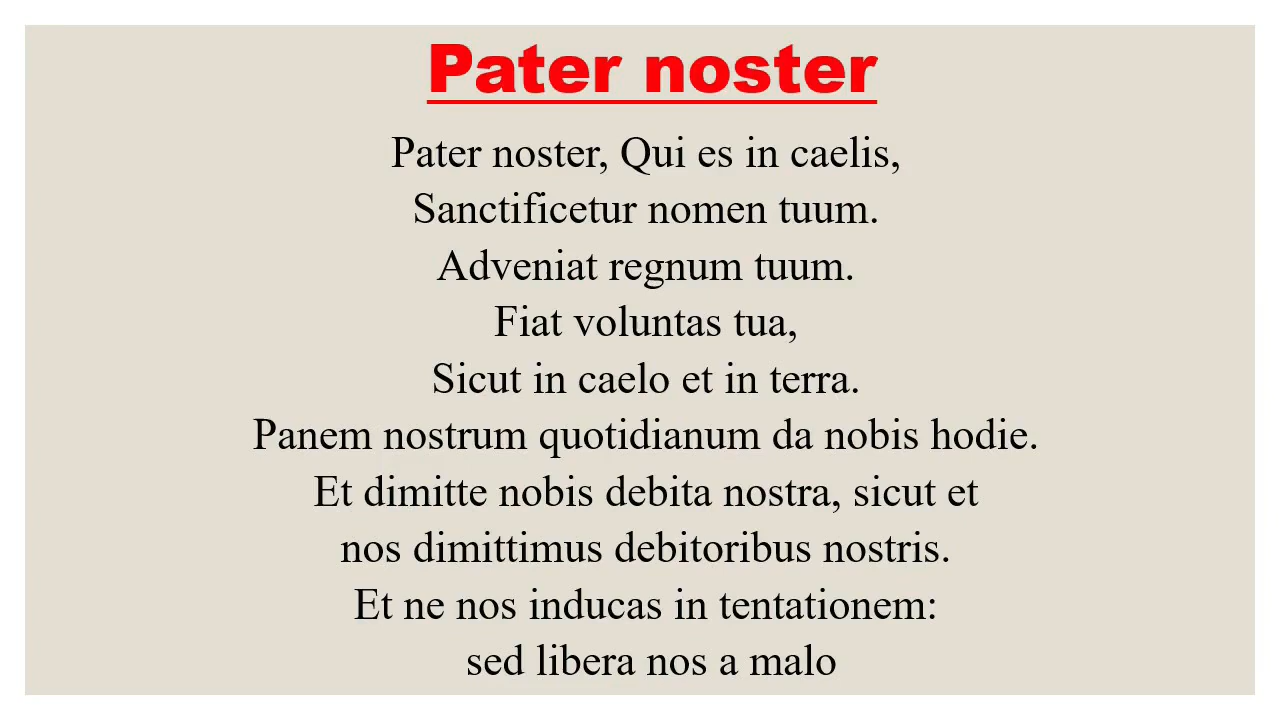 Pater noster
Pater noster, Qui es in caelis,
Sanctificetur nomen tuum.
Adveniat regnum tuum.
Fiat voluntas tua,
Sicut in caelo et in terra.
Panem nostrum quotidianum da nobis hodie.
Et dimitte nobis debita nostra, sicut et
nos dimittimus debitoribus nostris.
Et ne nos inducas in tentationem:
sed libera nos a malo